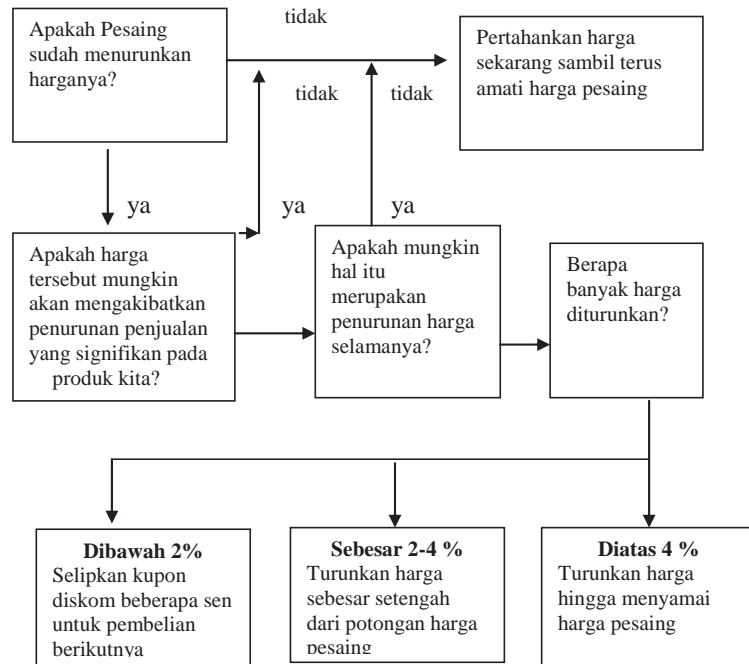 Apakah Pesaing
sudah menurunkan
harganya?
tidak
Pertahankan harga
sekarang sambil terus
amati harga pesaing
tidak
tidak
ya
ya
ya
Apakah harga
tersebut mungkin
akan mengakibatkan
penurunan penjualan
yang signifikan pada
produk kita?
Apakah mungkin
hal itu
merupakan
penurunan harga
selamanya?
Berapa
banyak harga
diturunkan?
Dibawah 2%
Selipkan kupon
diskom beberapa sen
untuk pembelian
berikutnya
Sebesar 2-4 %
Turunkan harga
sebesar setengah
dari potongan harga
pesaing
Diatas 4 %
Turunkan harga
hingga menyamai
harga pesaing